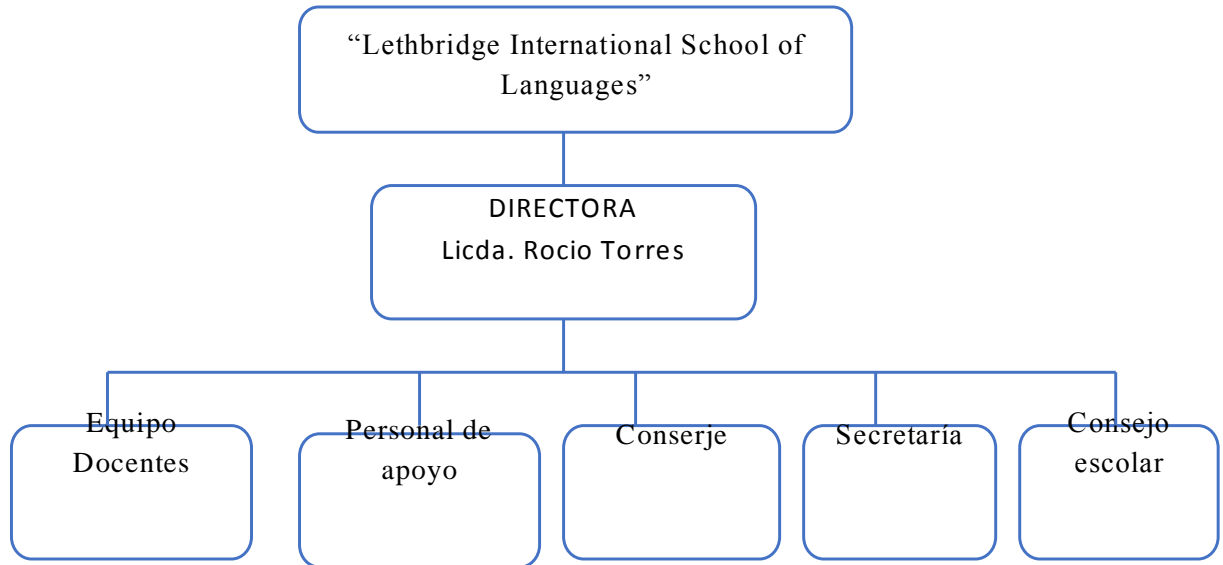 “Lethbridge International School of
Languages”
DIRECTORA
Licda. Rocio Torres
Equipo
Docentes
Personal de
apoyo
Conserje
Secretaría
Consejo
escolar